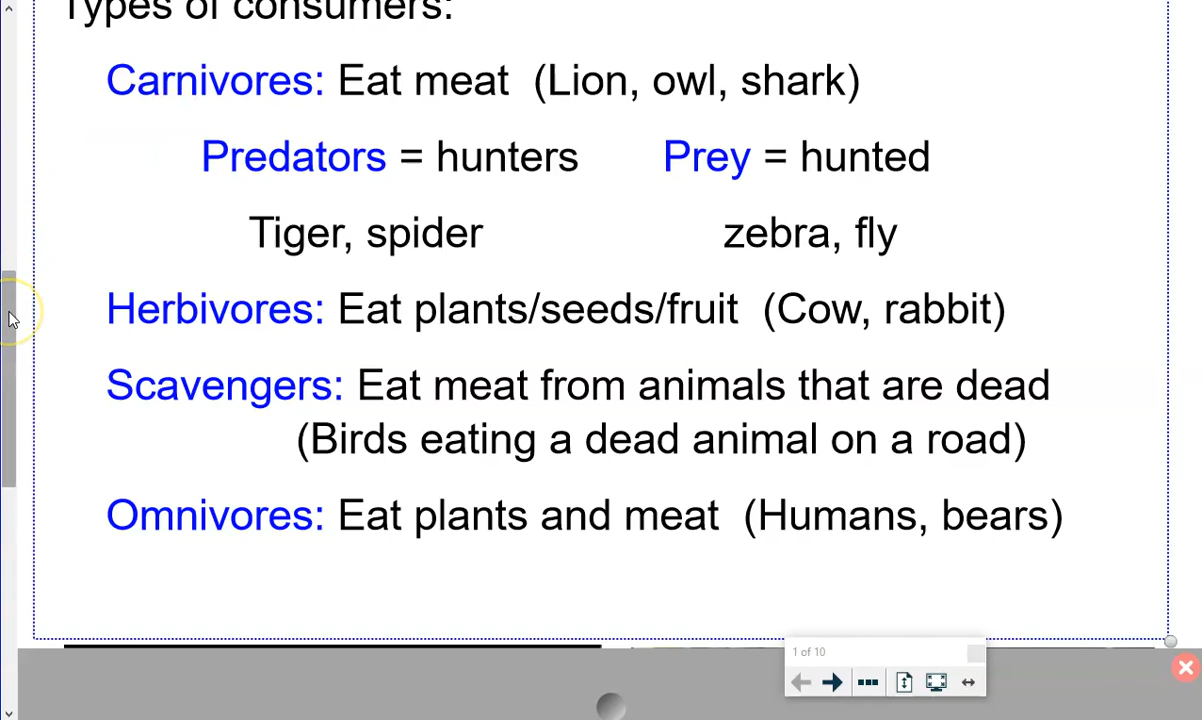 Types of consumers:
Carnivores: Eat meat (Lion, owl, shark)
Predators = hunters Prey = hunted
Tiger, spider zebra, fly
Herbivores: Eat plants/seeds/fruit (Cow, rabbit)
Scavengers: Eat meat from animals that are dead
(Birds eating a dead animal on a road)
Omnivores: Eat plants and meat (Humans, bears)
1 of 10